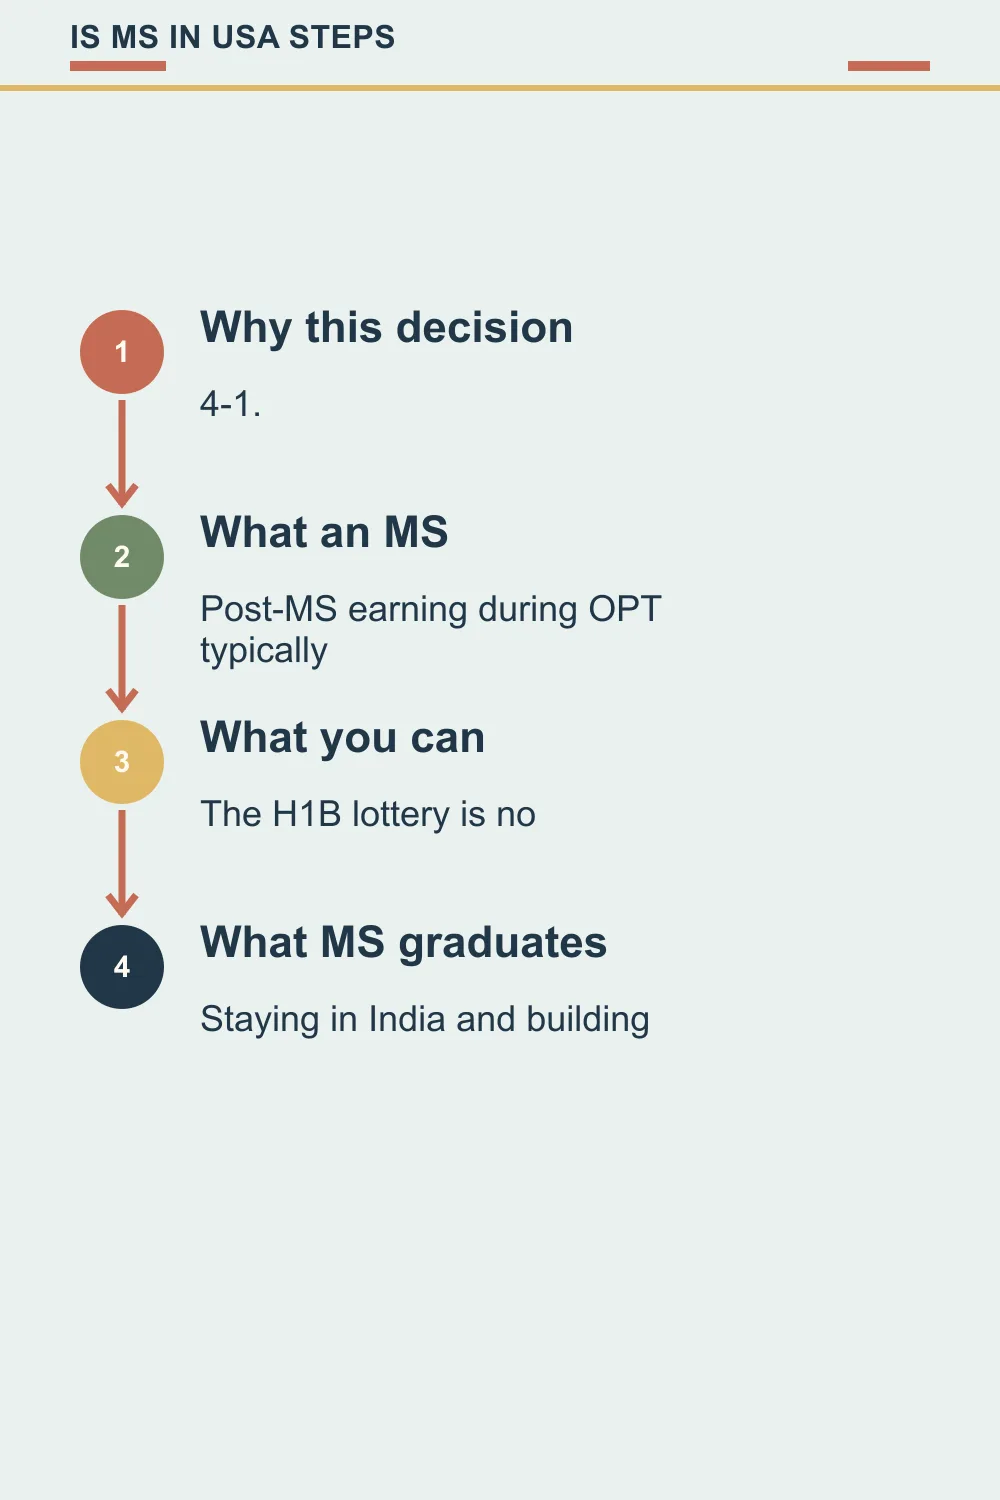 IS MS IN USA STEPS
1
Why this decision
4-1.
2
What an MS
Post-MS earning during OPT
typically
3
What you can
The H1B lottery is no
4
What MS graduates
Staying in India and building